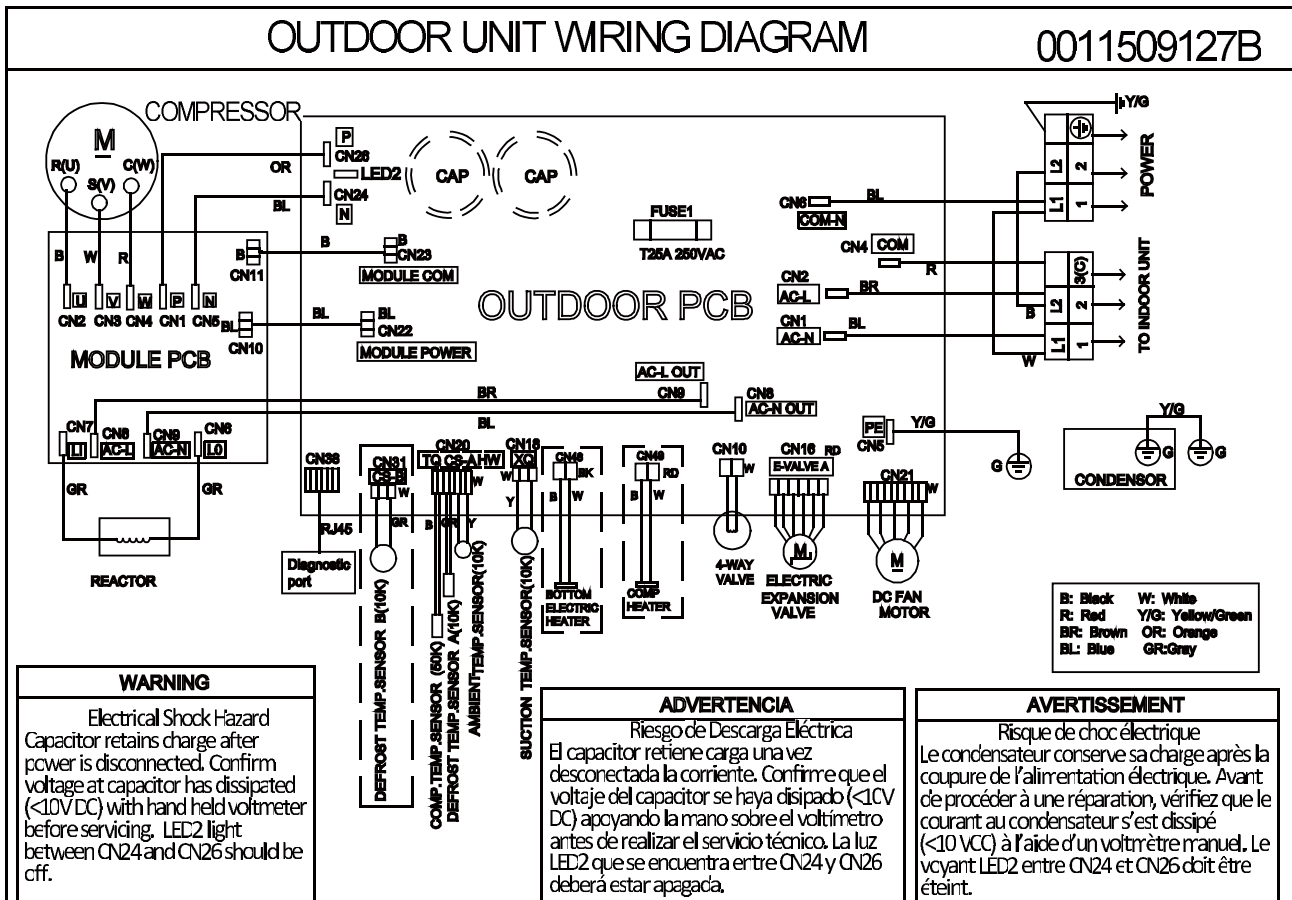 OUTDOOR UNIT WIRING DIAGRAM
0011509127B
COMPRESSOR
M
R(U)
C(W)
S(V)
P
CN26
OR
LED2
CN24
BL
N
CAP
CAP
FUSE1
T25A 250VAC
CN6
BL
COM-N
CN4
COM
R
CN2
BR
AC-L
CN1
BL
AC-N
Y/G
L2
2
L1
1
POWER
3(C)
L2
2
L1
1
B
W
TO INDOOR UNIT
B
W
R
B
CN11
B
B
CN23
MODULE COM
U
V
W
P
N
CN2
CN3
CN4
CN1
CN5
BL
CN10
BL
BL
CN22
MODULE POWER
MODULE PCB
OUTDOOR PCB
AC-L OUT
CN9
BR
CN8
AC-N OUT
BL
CN7
CN8
CN9
CN6
LI
AC-L
AC-N
LO
GR
GR
REACTOR
CN36
RJ45
Diagnostic
port
CN31
CS-B
W
GR
CN20
TQ CS-A HW
W
B
GR
Y
CN18
XQ
W
Y
CN48
BK
B
W
BOTTOM
ELECTRIC
HEATER
CN49
RD
B
W
COMP
HEATER
CN10
W
4-WAY
VALVE
CN16
RD
E-VALVE A
M
ELECTRIC
EXPANSION
VALVE
PE
CN5
Y/G
G
CN21
W
M
DC FAN
MOTOR
Y/G
G
G
CONDENSOR
DEFROST TEMP.SENSOR B(10K)
COMP.TEMP.SENSOR (50K)
DEFROST TEMP.SENSOR A(10K)
AMBIENT TEMP.SENSOR(10K)
SUCTION TEMP.SENSOR(10K)
B: Black W: White
R: Red Y/G: Yellow/Green
BR: Brown OR: Orange
BL: Blue GR:Gray
WARNING
Electrical Shock Hazard
Capacitor retains charge after
power is disconnected. Confirm
voltage at capacitor has dissipated
(<10V DC) with hand held voltmeter
before servicing. LED2 light
between CN24 and CN26 should be
off.
ADVERTENCIA
Riesgo de Descarga Eléctrica
El capacitor retiene carga una vez
desconectada la corriente. Confirme que el
voltaje del capacitor se haya disipado (<10V
DC) apoyando la mano sobre el voltímetro
antes de realizar el servicio técnico. La luz
LED2 que se encuentra entre CN24 y CN26
deberá estar apagada.
AVERTISSEMENT
Risque de choc électrique
Le condensateur conserve sa charge après la
coupure de l'alimentation électrique. Avant
de procéder à une réparation, vérifiez que le
courant au condensateur s'est dissipé
(<10 VCC) à l'aide d'un voltmètre manuel. Le
voyant LED2 entre CN24 et CN26 doit être
éteint.